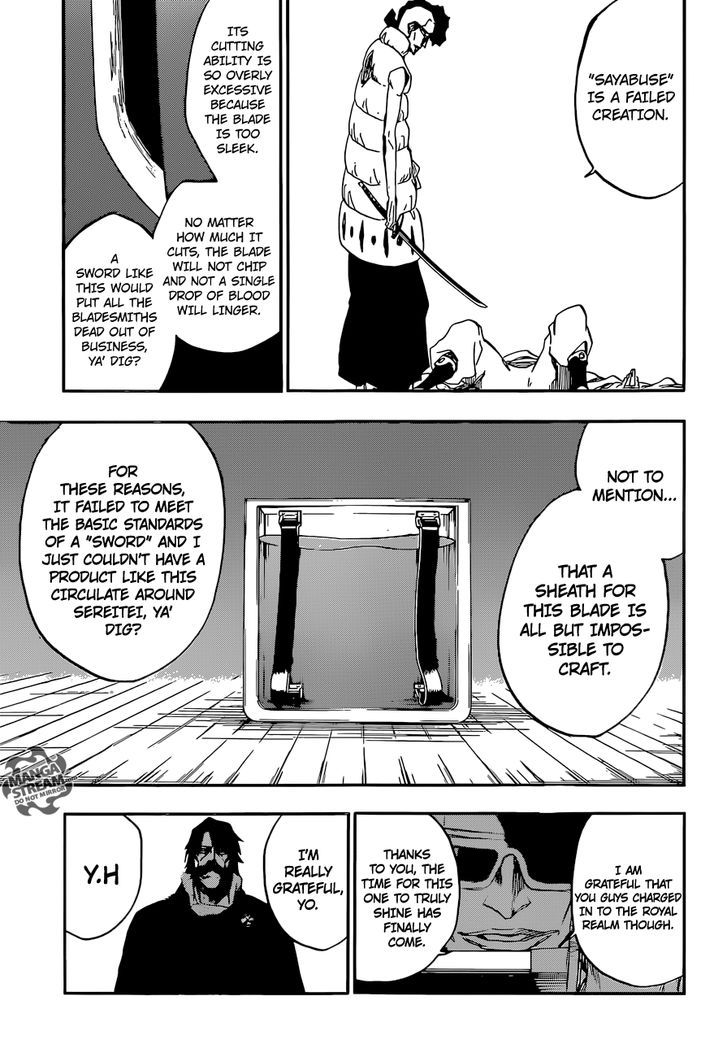 "SAYABUSE"
IS A FAILED
CREATION.
ITS
CUTTING
ABILITY
IS SO OVERLY
EXCESSIVE
BECAUSE
THE BLADE
IS TOO
SLEEK.
NO MATTER
HOW MUCH IT
CUTS, THE BLADE
WILL NOT CHIP
AND NOT A SINGLE
DROP OF BLOOD
WILL LINGER.
A
SWORD LIKE
THIS WOULD
PUT ALL THE
BLADESMITHS
DEAD OUT OF
BUSINESS,
YA' DIG?
NOT TO
MENTION...
THAT A
SHEATH FOR
THIS BLADE IS
ALL BUT IMPOS-
SIBLE TO
CRAFT.
FOR
THESE REASONS,
IT FAILED TO MEET
THE BASIC STANDARDS
OF A "SWORD" AND I
JUST COULDN'T HAVE A
PRODUCT LIKE THIS
CIRCULATE AROUND
SEREITEI, YA'
DIG?
MANGA
STREAM
DO NOT MIRROR
I AM
GRATEFUL THAT
YOU GUYS CHARGED
IN TO THE ROYAL
REALM THOUGH.
THANKS
TO YOU, THE
TIME FOR THIS
ONE TO TRULY
SHINE HAS
FINALLY
COME.
I'M
REALLY
GRATEFUL,
YO.
Y.H